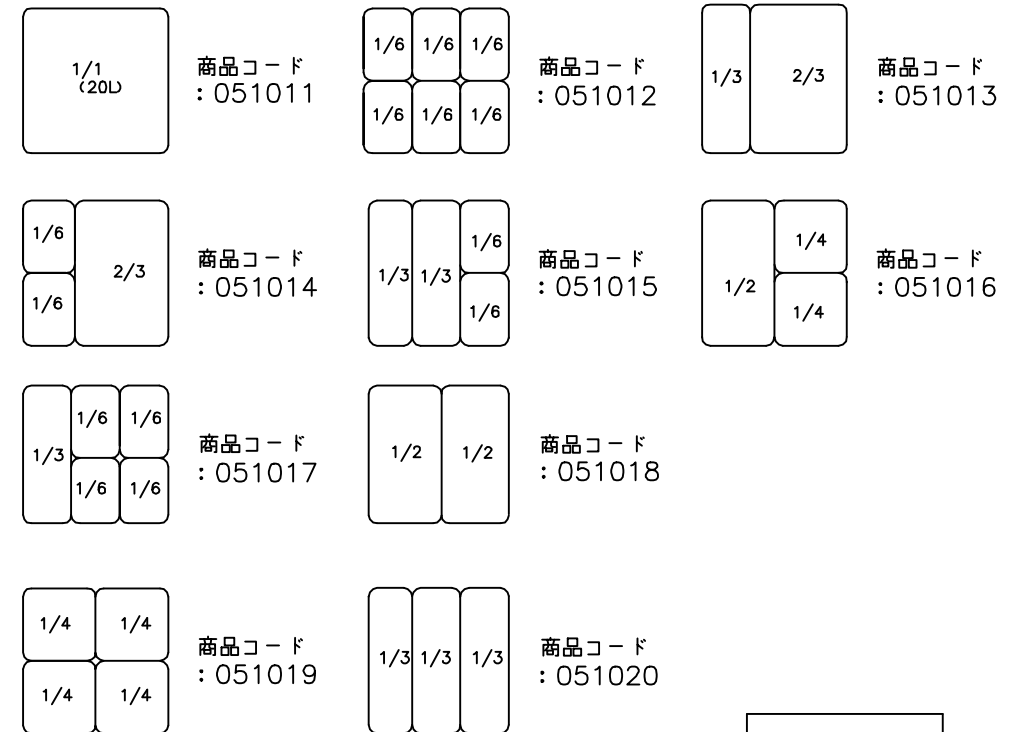 1/1
(20L)
商品コード
:051011
1/6 1/6 1/6
1/6 1/6 1/6
商品コード
:051012
1/3 2/3
商品コード
:051013
1/6
1/6
2/3
商品コード
:051014
1/3 1/3
1/6
1/6
商品コード
:051015
1/2
1/4
1/4
商品コード
:051016
1/3
1/6 1/6
1/6 1/6
商品コード
:051017
1/2 1/2
商品コード
:051018
1/4 1/4
1/4 1/4
商品コード
:051019
1/3 1/3 1/3
商品コード
:051020